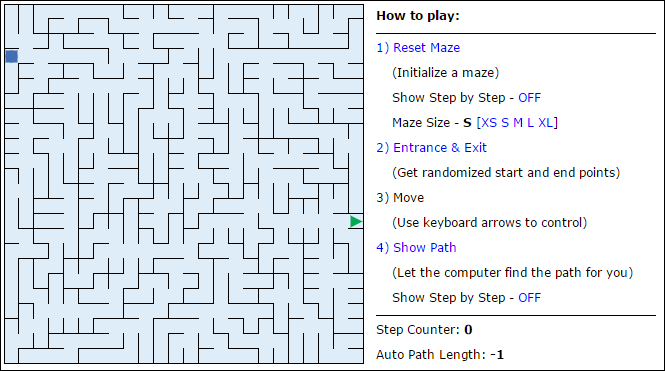 How to play:
1) Reset Maze
(Initialize a maze)
Show Step by Step - OFF
Maze Size - S [XS S M L XL]
2) Entrance & Exit
(Get randomized start and end points)
3) Move
(Use keyboard arrows to control)
4) Show Path
(Let the computer find the path for you)
Show Step by Step - OFF
Step Counter: 0
Auto Path Length: -1